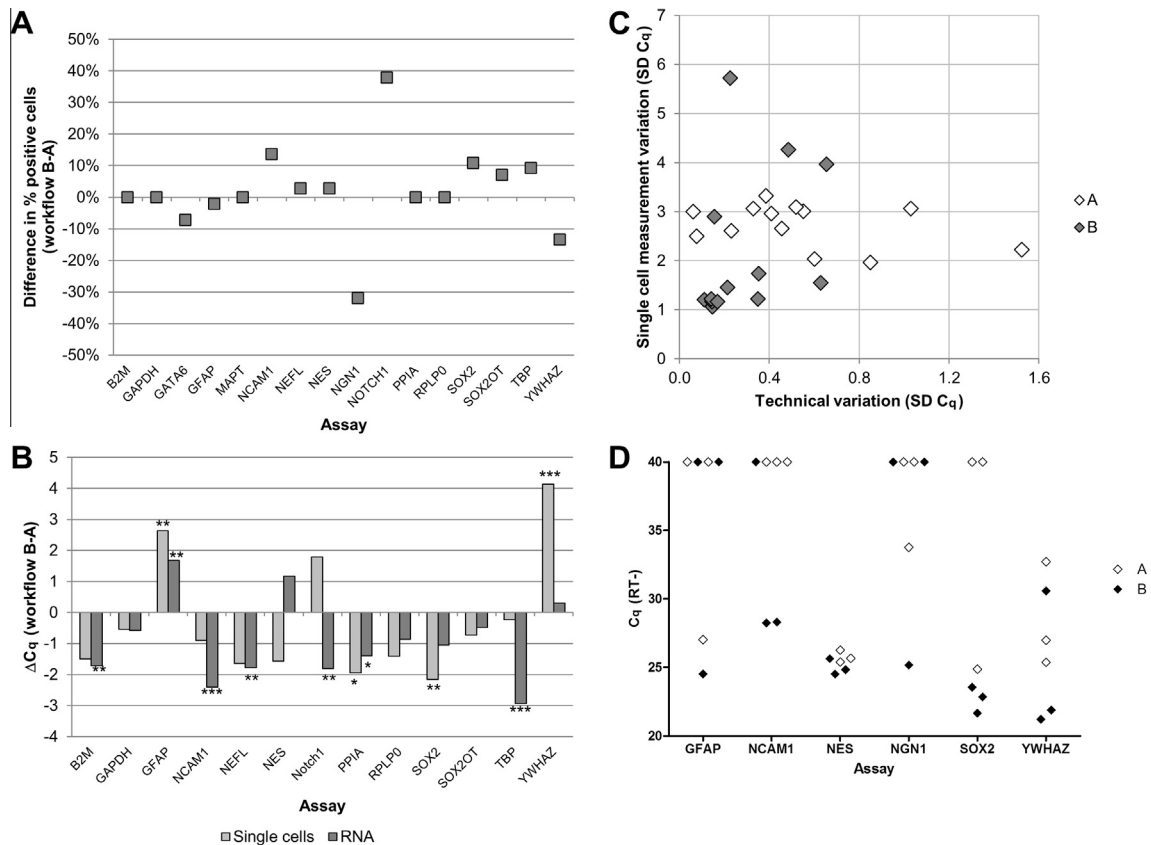 A
50%
40%
30%
20%
10%
0%
-10%
-20%
-30%
-40%
-50%
Difference in % positive cells
(workflow B-A)
B2M
GAPDH
GATA6
GFAP
MAPT
NCAM1
NEFL
NES
NGN1
NOTCH1
PPIA
RPLP0
SOX2
SOX2OT
TBP
YWHAZ
Assay
C
7
6
5
4
3
2
1
0
Single cell measurement variation (SD Cq)
0.0
0.4
0.8
1.2
1.6
Technical variation (SD Cq)
A
B
B
5
4
3
2
1
0
-1
-2
-3
-4
ΔCq (workflow B-A)
**
**
**
***
**
**
*
*
**
***
***
B2M
GAPDH
GFAP
NCAM1
NEFL
NES
Notch1
PPIA
RPLP0
SOX2
SOX2OT
TBP
YWHAZ
Assay
Single cells
RNA
D
40
35
30
25
20
Cq (RT-)
GFAP
NCAM1
NES
NGN1
SOX2
YWHAZ
Assay
A
B